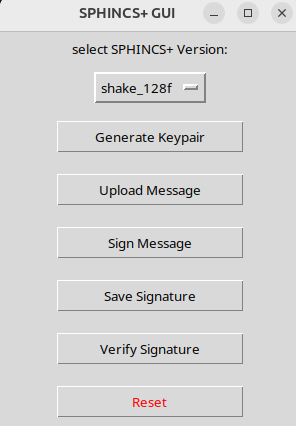 SPHINCS+ GUI
select SPHINCS+ Version:
shake_128f
Generate Keypair
Upload Message
Sign Message
Save Signature
Verify Signature
Reset